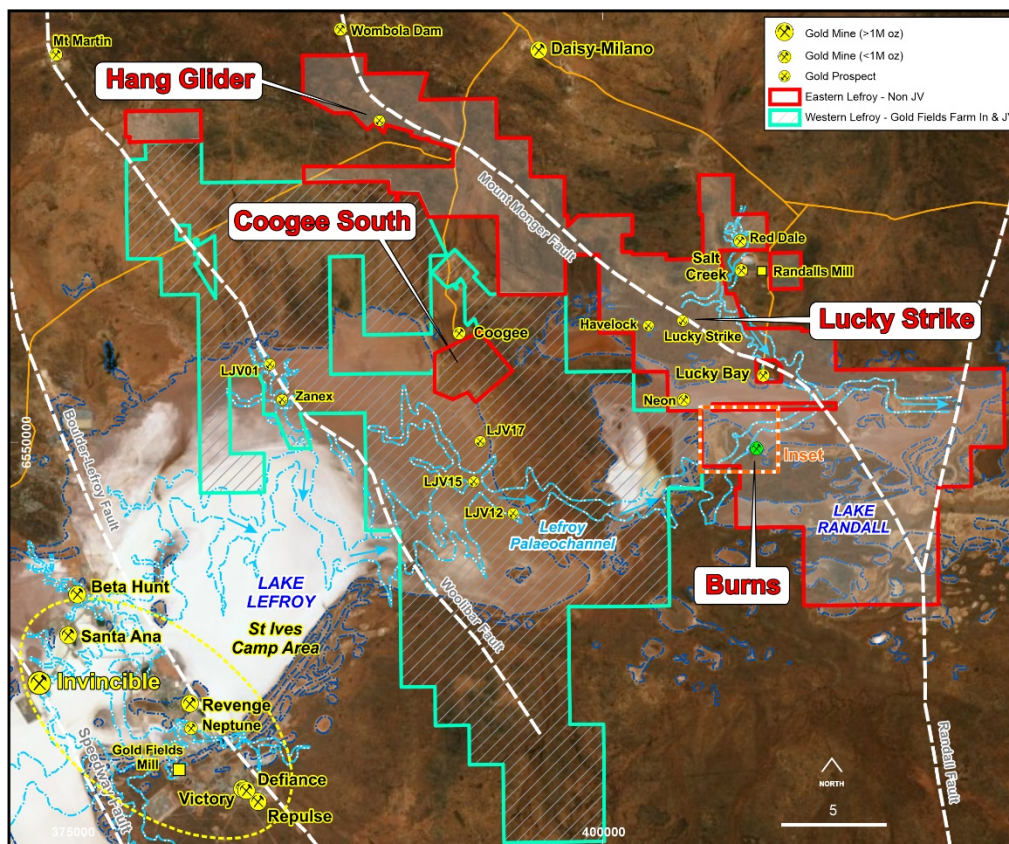 Mt Martin
Wombola Dam
Daisy-Milano
Gold Mine (>1M oz)
Gold Mine (<1M oz)
Gold Prospect
Eastern Lefroy - Non JV
Western Lefroy - Gold Fields Farm In & JV
Hang Glider
Mount Monger Fault
Coogee South
Red Dale
Salt
Creek
Randalls Mill
Coogee
Havelock
Lucky Strike
Lucky Strike
LJV01
Zanex
Lucky Bay
Neon
6550000
Boulder-Lefroy Fault
LJV17
Inset
LJV15
LJV12
Lefroy
Palaeochannel
LAKE
RANDALL
Burns
Beta Hunt
LAKE
LEFROY
St Ives
Camp Area
Woolibar Fault
Santa Ana
Invincible
Revenge
Neptune
Gold Fields
Mill
Speedway Fault
Defiance
Victory
Repulse
Randall Fault
NORTH
5
375000
400000